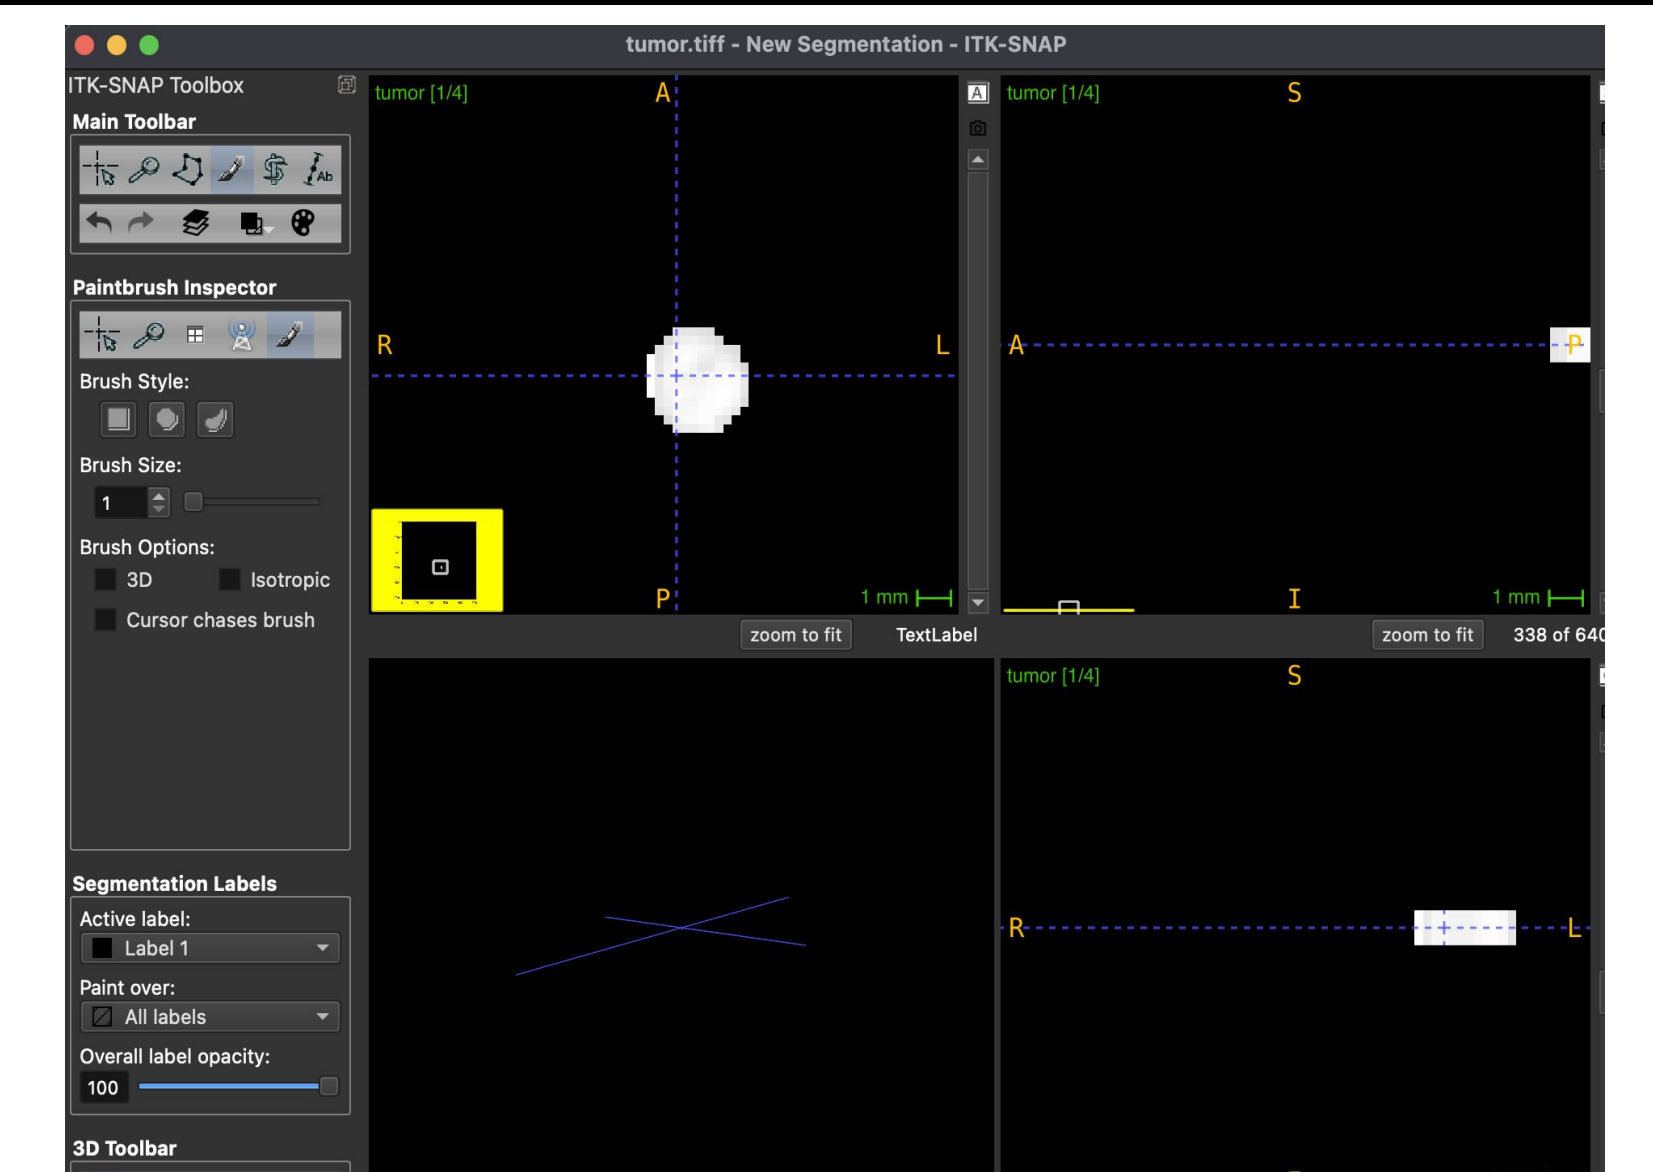 tumor.tiff - New Segmentation - ITK-SNAP
ITK-SNAP Toolbox
Main Toolbar
Ab
Paintbrush Inspector
Brush Style:
Brush Size:
1
Brush Options:
3D Isotropic
Cursor chases brush
Segmentation Labels
Active label:
Label 1
Paint over:
All labels
Overall label opacity:
100
3D Toolbar
tumor [1/4]
A
A
R
L
P
1 mm
zoom to fit TextLabel
tumor [1/4]
S
A
P
I
1 mm
zoom to fit 338 of 640
tumor [1/4]
S
R
L